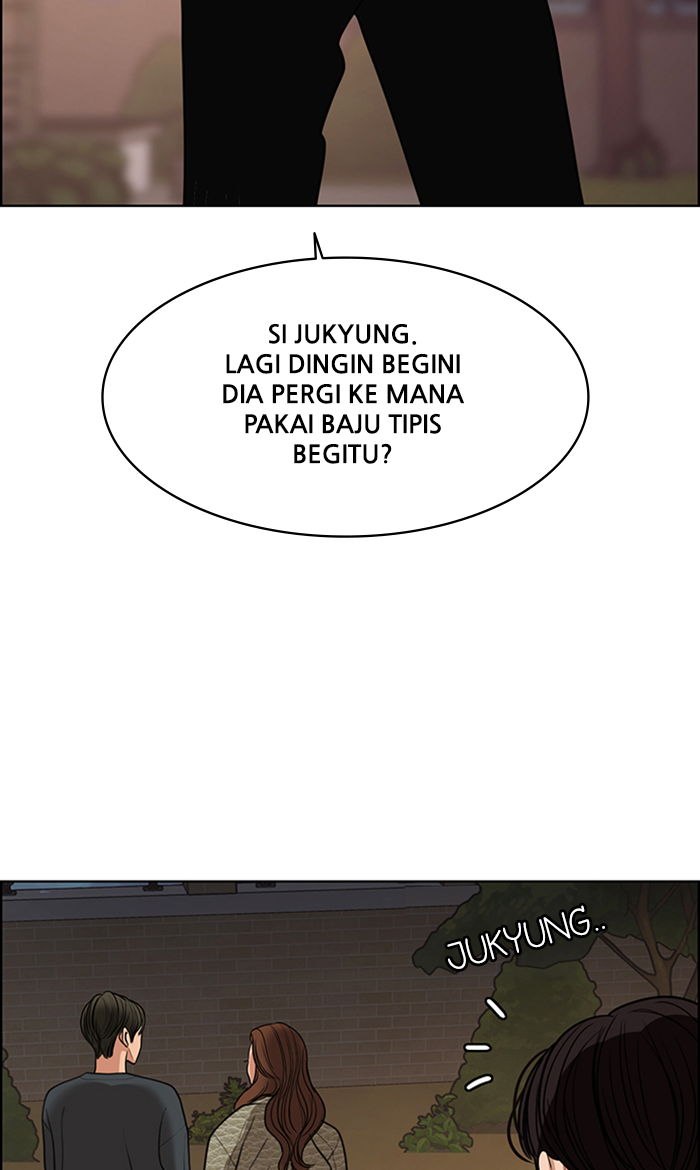 SI JUKYUNG.
LAGI DINGIN BEGINI
DIA PERGI KE MANA
PAKAI BAJU TIPIS
BEGITU?
JUKYUNG..